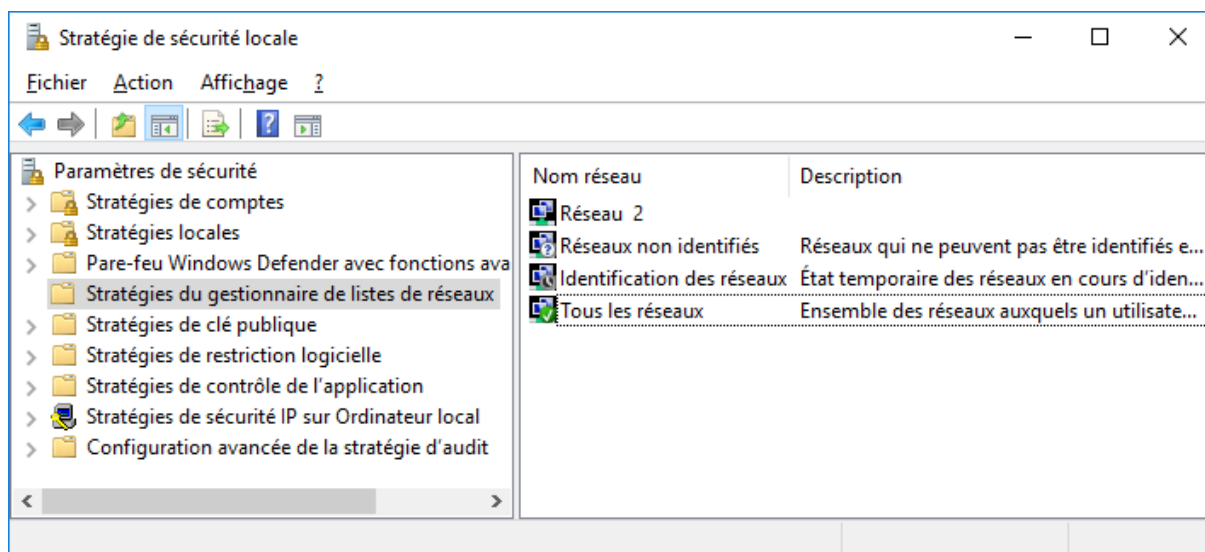 Stratégie de sécurité locale
Fichier Action Affichage ?
Paramètres de sécurité
Stratégies de comptes
Stratégies locales
Pare-feu Windows Defender avec fonctions ava
Stratégies du gestionnaire de listes de réseaux
Stratégies de clé publique
Stratégies de restriction logicielle
Stratégies de contrôle de l'application
Stratégies de sécurité IP sur Ordinateur local
Configuration avancée de la stratégie d'audit
Nom réseau Description
Réseau 2
Réseaux non identifiés Réseaux qui ne peuvent pas être identifiés e...
Identification des réseaux État temporaire des réseaux en cours d'iden...
Tous les réseaux Ensemble des réseaux auxquels un utilisate...